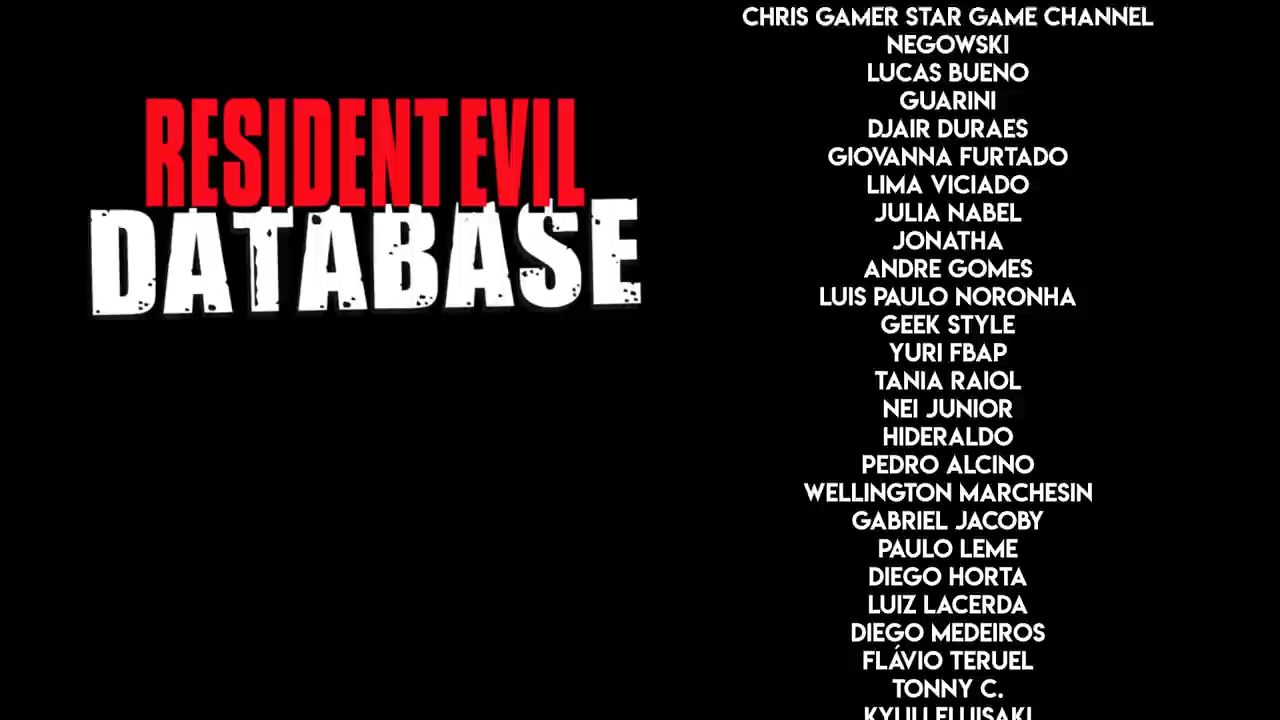 RESIDENT EVIL
DATABASE
CHRIS GAMER STAR GAME CHANNEL
NEGOWSKI
LUCAS BUENO
GUARINI
DJAIR DURAES
GIOVANNA FURTADO
LIMA VICIADO
JULIA NABEL
JONATHA
ANDRE GOMES
LUIS PAULO NORONHA
GEEK STYLE
YURI FBAP
TANIA RAIOL
NEI JUNIOR
HIDERALDO
PEDRO ALCINO
WELLINGTON MARCHESIN
GABRIEL JACOBY
PAULO LEME
DIEGO HORTA
LUIZ LACERDA
DIEGO MEDEIROS
FLÁVIO TERUEL
TONNY C.